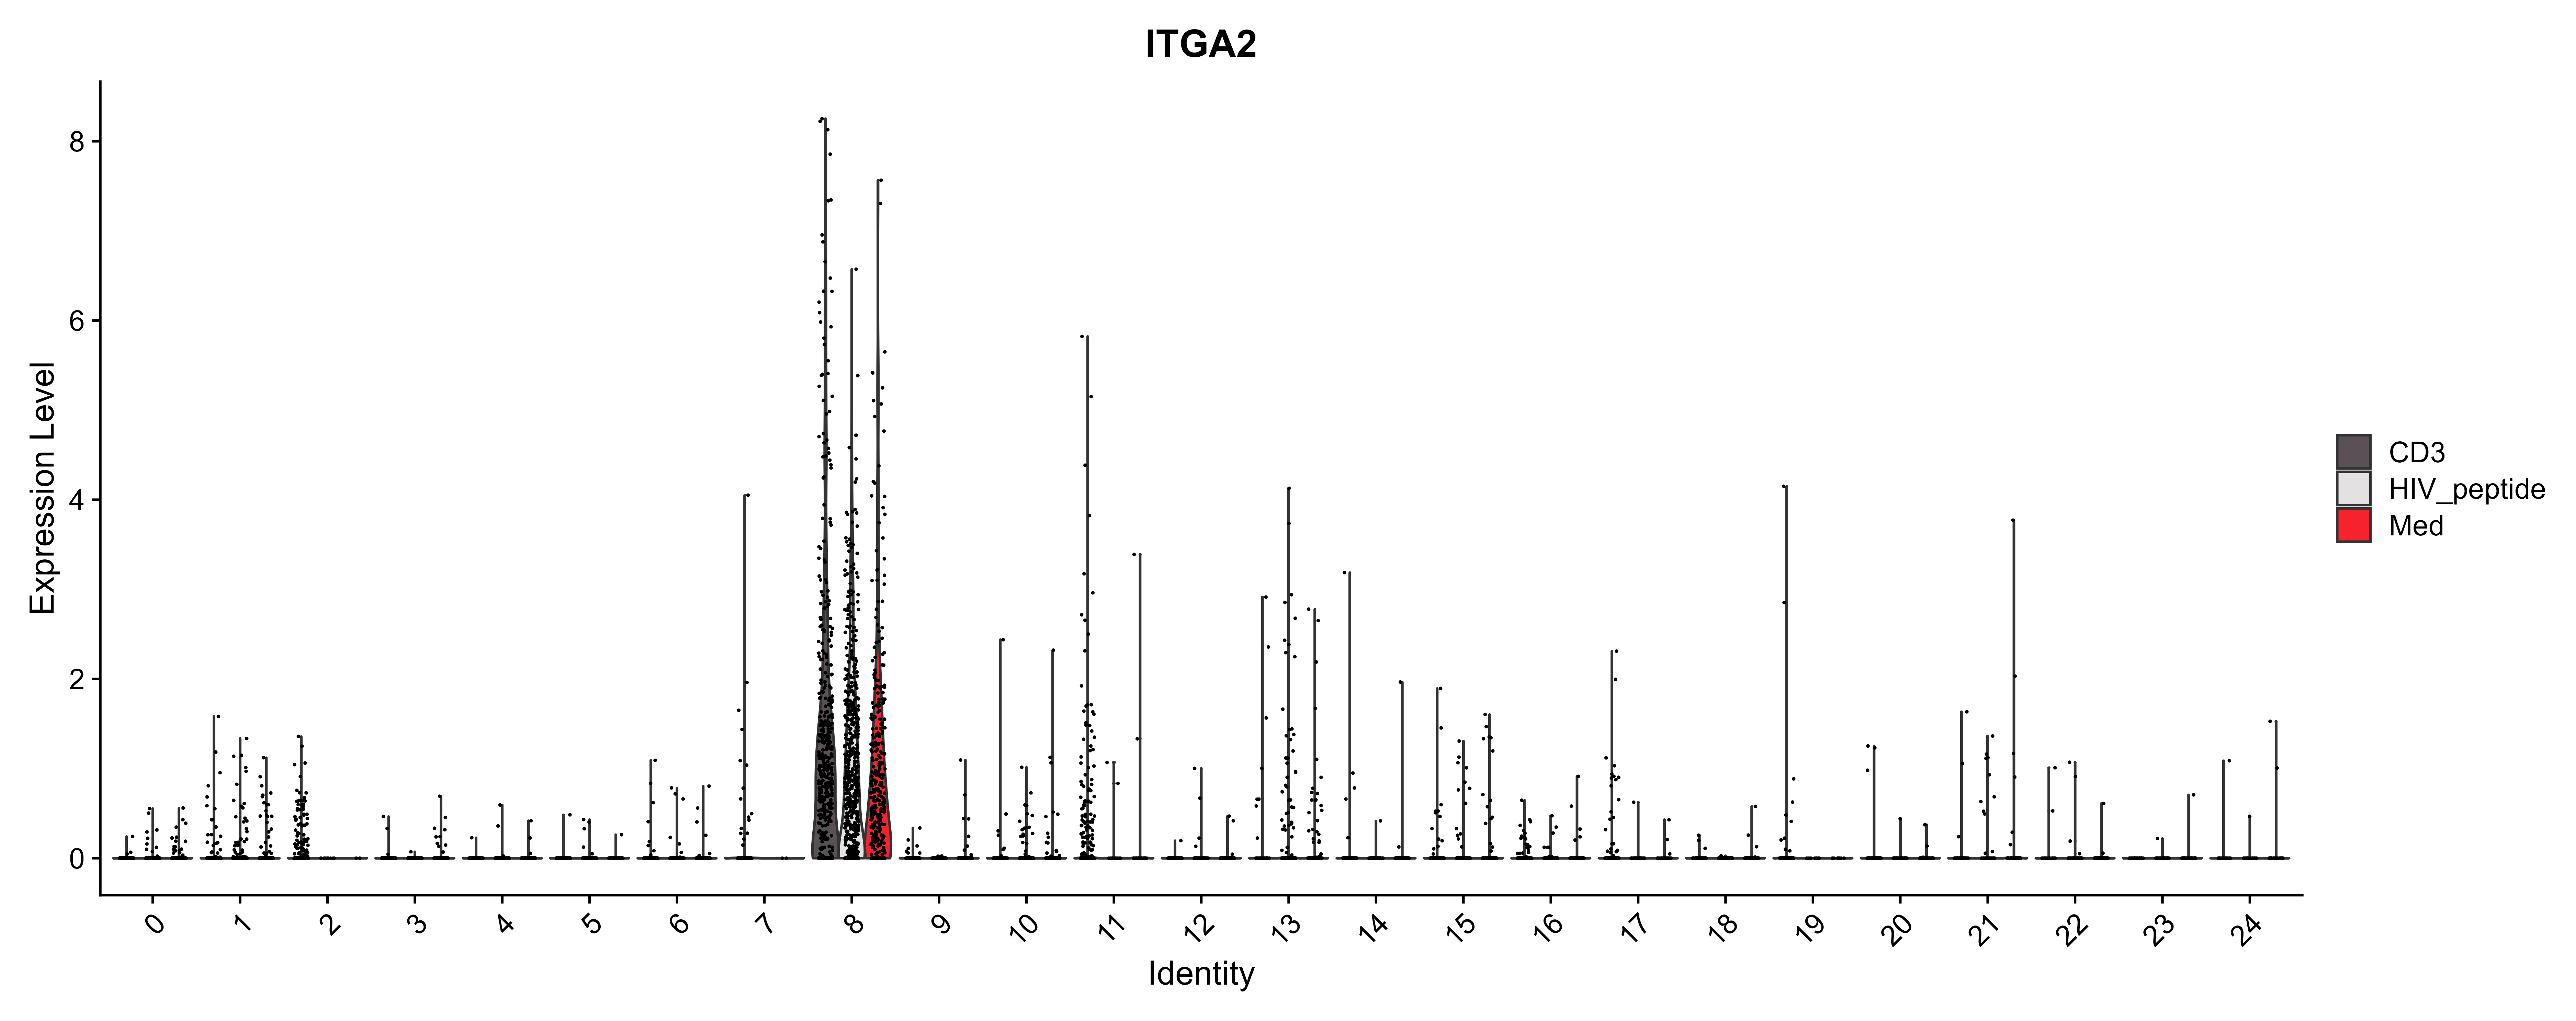 ITGA2
Expression Level
8
6
4
2
0
0 1 2 3 4 5 6 7 8 9 10 11 12 13 14 15 16 17 18 19 20 21 22 23 24
Identity
CD3
HIV_peptide
Med